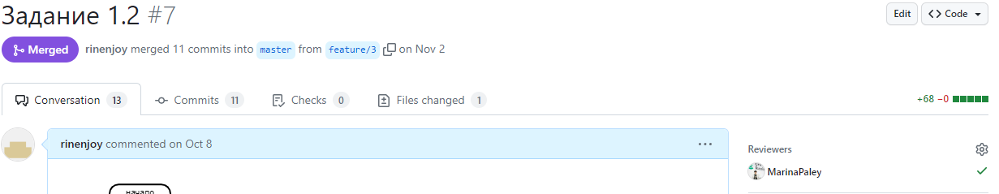 Задание 1.2 #7
Edit
Code
Merged
rinenjoy merged 11 commits into master from feature/3 on Nov 2
Conversation 13
Commits 11
Checks 0
Files changed 1
+68 −0
rinenjoy commented on Oct 8
Reviewers
MarinaPaley
начало